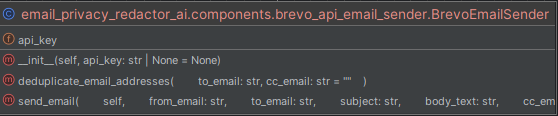 C email_privacy_redactor_ai.components.brevo_api_email_sender.BrevoEmailSender
f api_key
m __init__(self, api_key: str | None = None)
m deduplicate_email_addresses( to_email: str, cc_email: str = "" )
m send_email( self, from_email: str, to_email: str, subject: str, body_text: str, cc_em